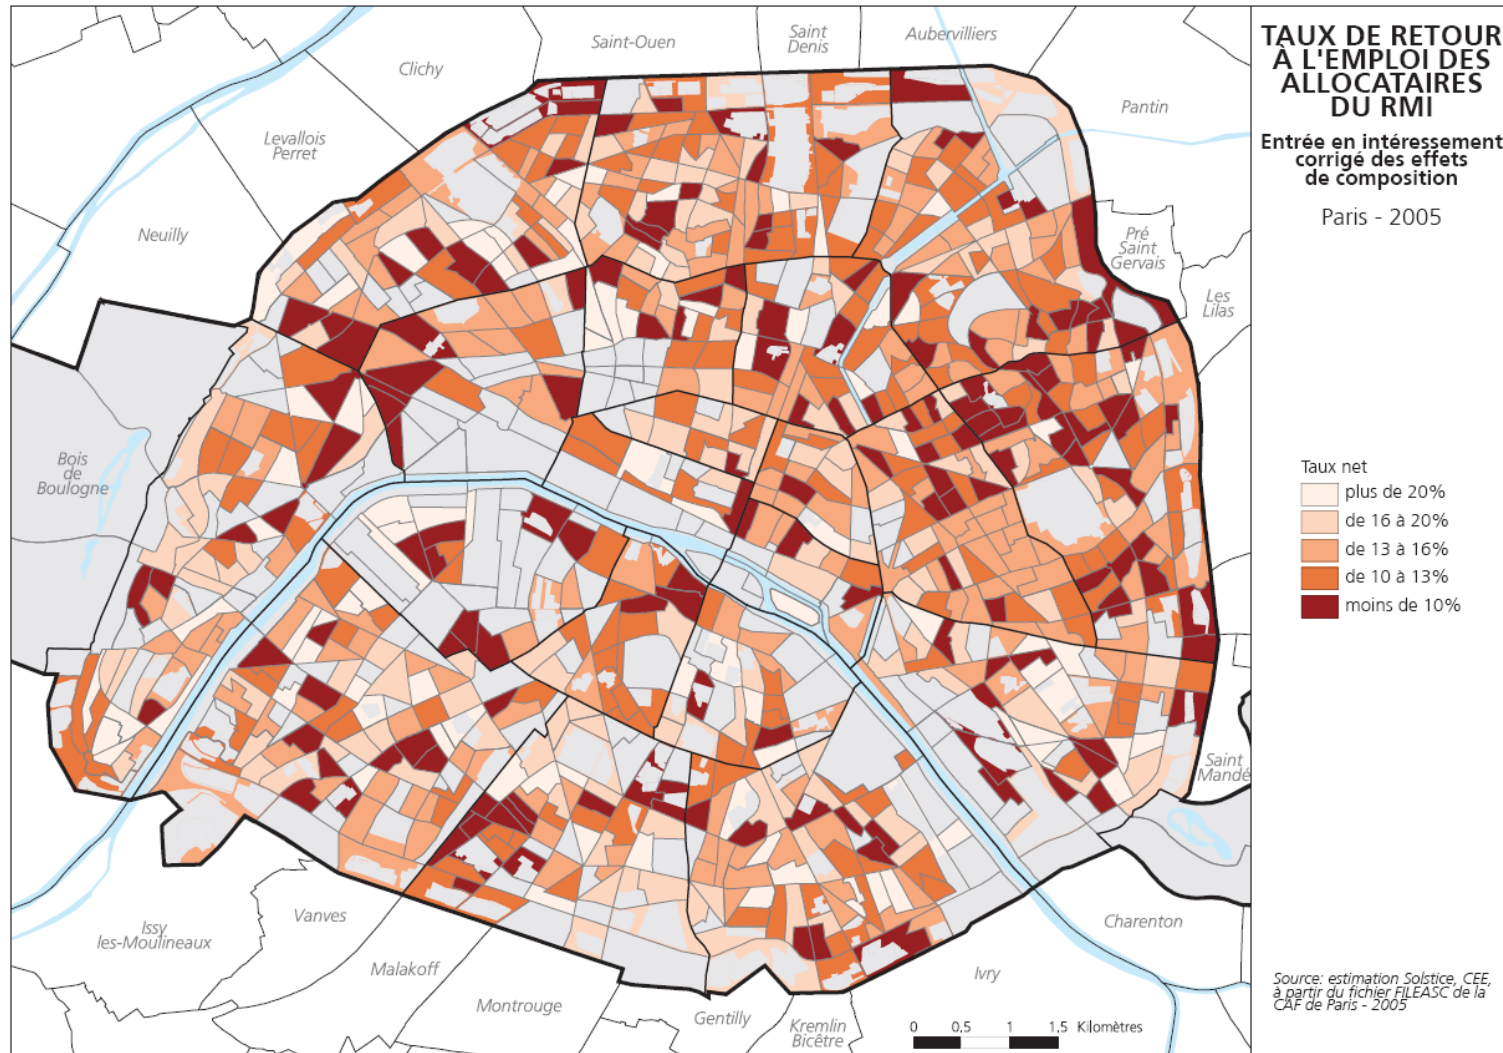 TAUX DE RETOUR
À L'EMPLOI DES
ALLOCATAIRES
DU RMI
Entrée en intéressement
corrigé des effets
de composition
Paris - 2005
Taux net
plus de 20%
de 16 à 20%
de 13 à 16%
de 10 à 13%
moins de 10%
Source: estimation Solstice, CEE,
à partir du fichier FILEASC de la
CAF de Paris - 2005
Saint-Ouen
Saint
Denis
Aubervilliers
Clichy
Pantin
Levallois
Perret
Neuilly
Pré
Saint
Gervais
Les
Lilas
Bois
de
Boulogne
Saint
Mandé
Issy
les-Moulineaux
Vanves
Malakoff
Montrouge
Gentilly
Kremlin
Bicêtre
Ivry
Charenton
0 0,5 1 1,5 Kilomètres